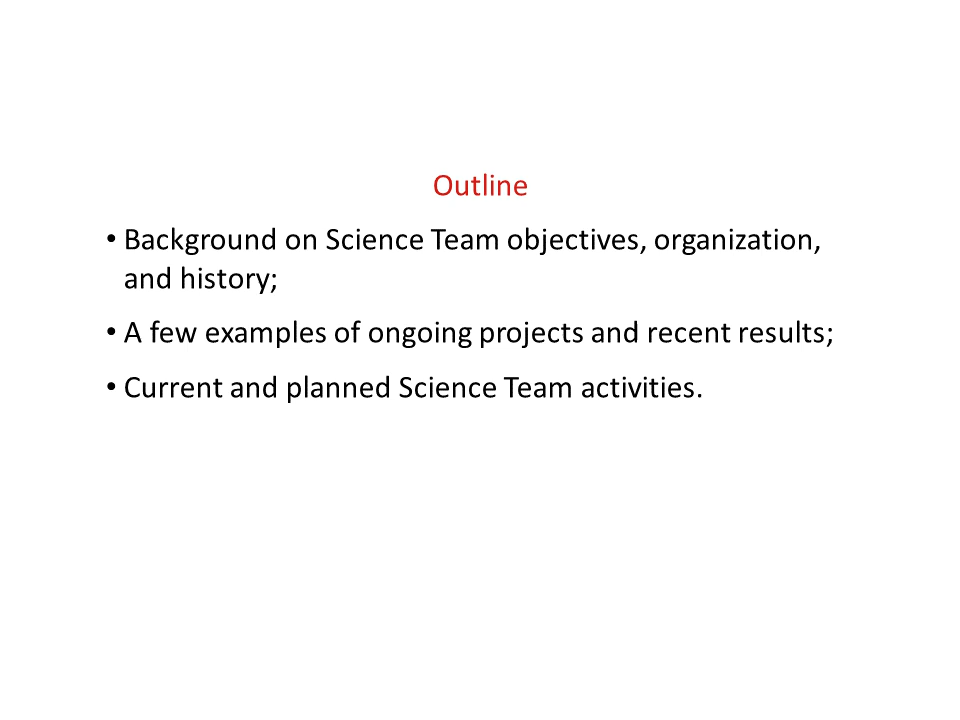 Outline
• Background on Science Team objectives, organization,
and history;
• A few examples of ongoing projects and recent results;
• Current and planned Science Team activities.